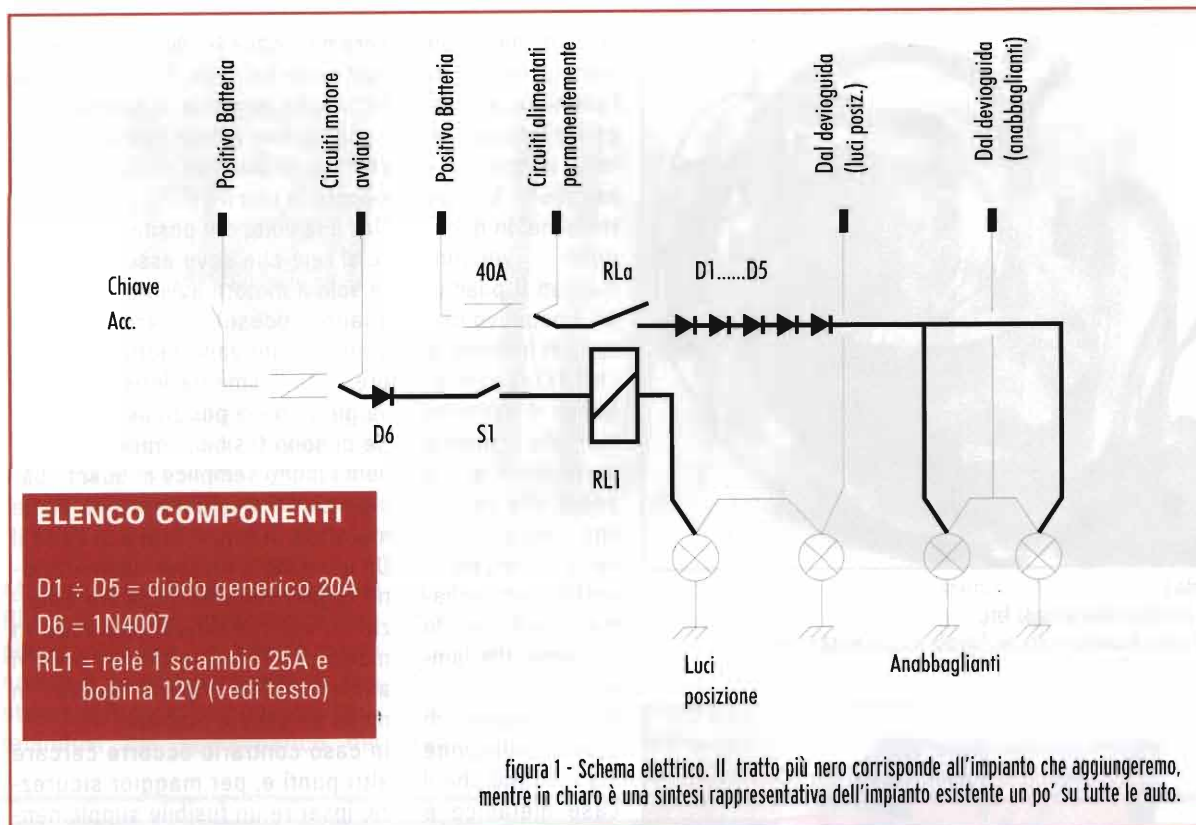 Positivo Batteria
Circuiti motore
avviato
Positivo Batteria
Circuiti alimentati
permanentemente
Dal devioguida
(luci posiz.)
Dal devioguida
(anabbaglianti)
Chiave
Acc.
40A
RLa
D1......D5
D6
S1
RL1
ELENCO COMPONENTI
D1 ÷ D5 = diodo generico 20A
D6 = 1N4007
RL1 = relè 1 scambio 25A e
bobina 12V (vedi testo)
Luci
posizione
Anabbaglianti
figura 1 - Schema elettrico. Il tratto più nero corrisponde all'impianto che aggiungeremo,
mentre in chiaro è una sintesi rappresentativa dell'impianto esistente un po' su tutte le auto.